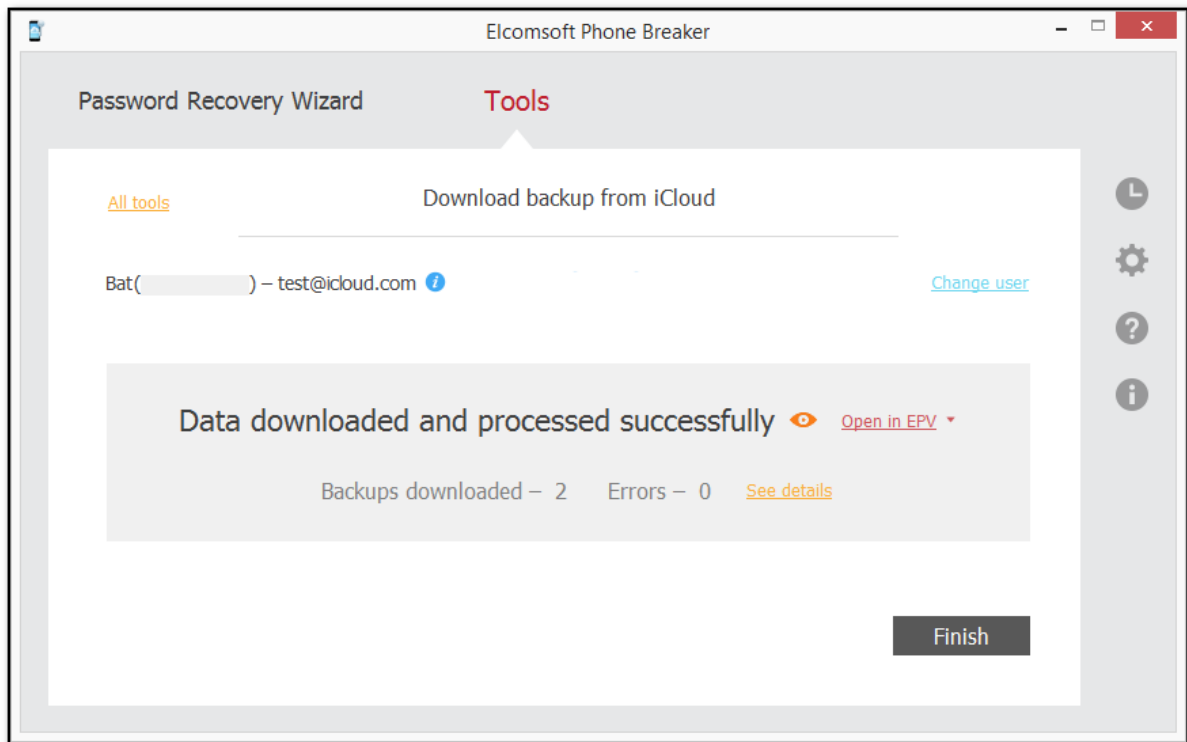 Elcomsoft Phone Breaker
Password Recovery Wizard Tools
All tools Download backup from iCloud
Bat( ) – test@icloud.com Change user
Data downloaded and processed successfully Open in EPV
Backups downloaded – 2 Errors – 0 See details
Finish